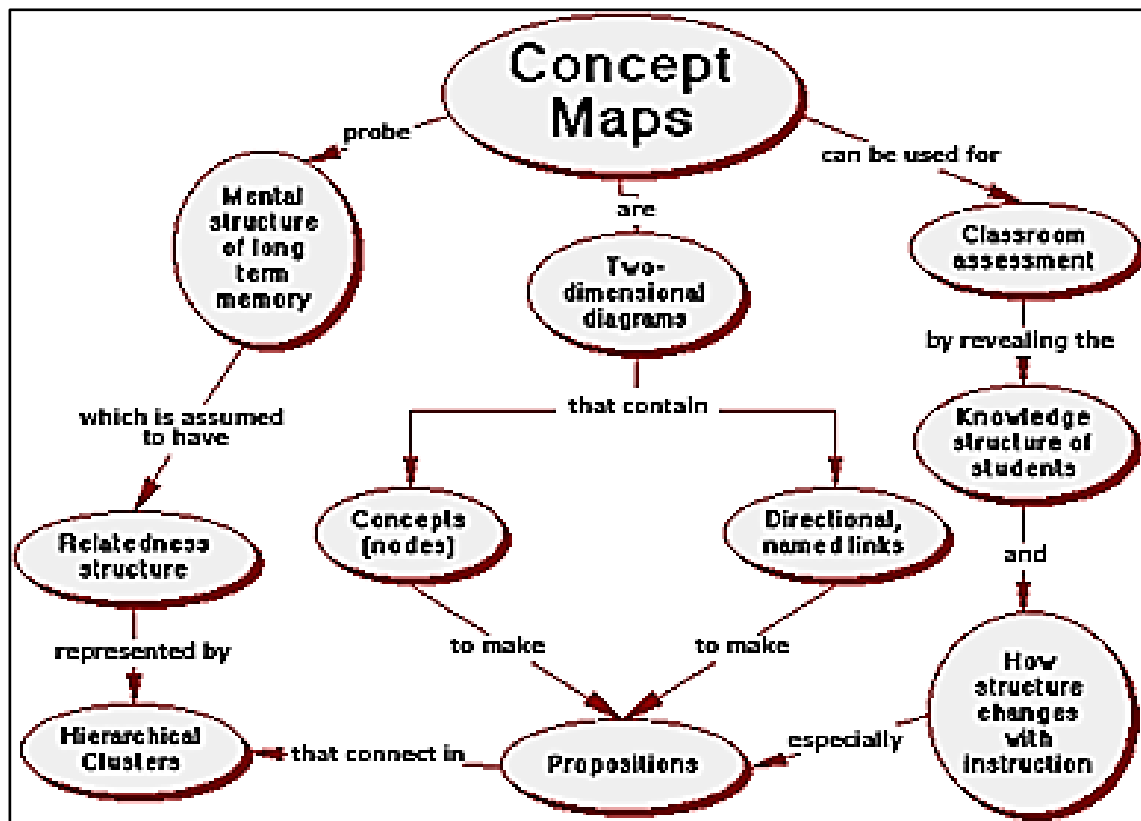 Concept
Maps
probe
can be used for
are
Mental
structure
of long
term
memory
Two-
dimensional
diagrams
Classroom
assessment
by revealing the
which is assumed
to have
that contain
Knowledge
structure of
students
Relatedness
structure
Concepts
(nodes)
Directional,
named links
and
represented by
to make
to make
How
structure
changes
with
instruction
Hierarchical
Clusters
that connect in
Propositions
especially